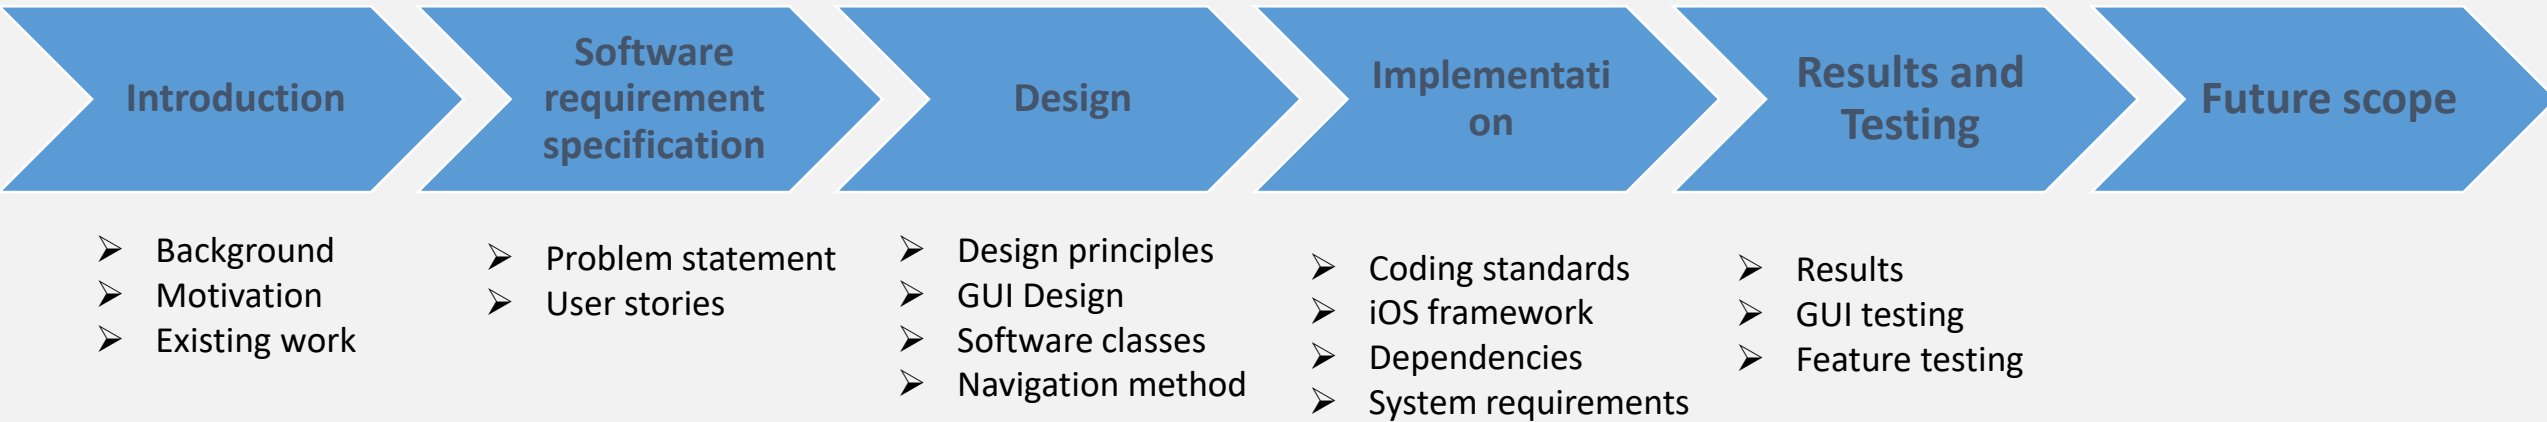 Introduction
Software
requirement
specification
Design
Implementati
on
Results and
Testing
Future scope
➢ Background
➢ Motivation
➢ Existing work
➢ Problem statement
➢ User stories
➢ Design principles
➢ GUI Design
➢ Software classes
➢ Navigation method
➢ Coding standards
➢ iOS framework
➢ Dependencies
➢ System requirements
➢ Results
➢ GUI testing
➢ Feature testing